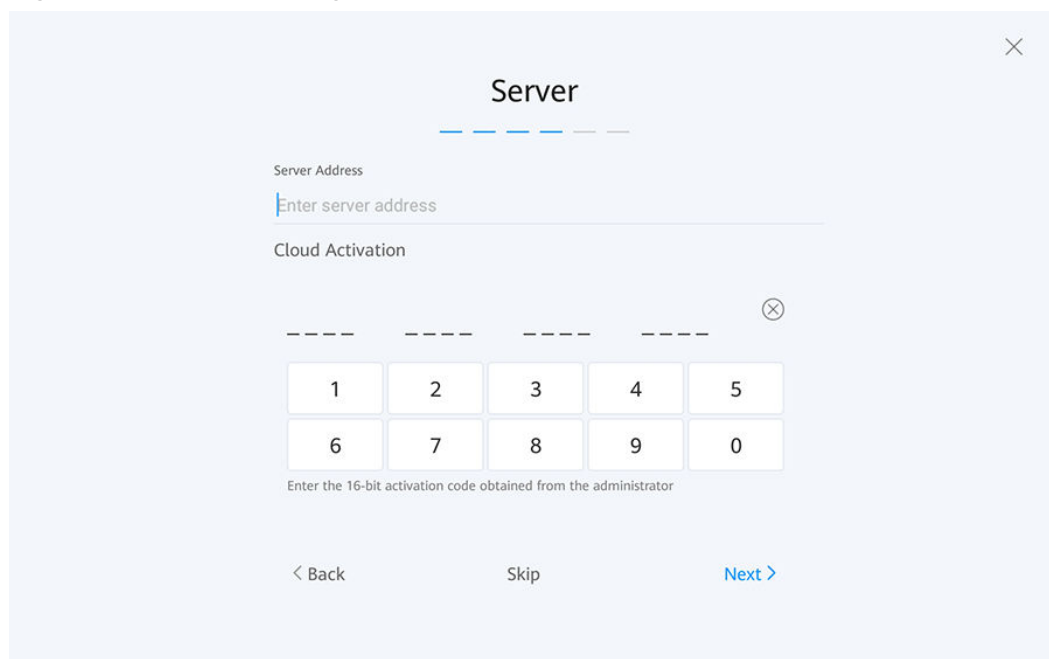 Server
Server Address
Enter server address
Cloud Activation
1 2 3 4 5
6 7 8 9 0
Enter the 16-bit activation code obtained from the administrator
< Back Skip Next >